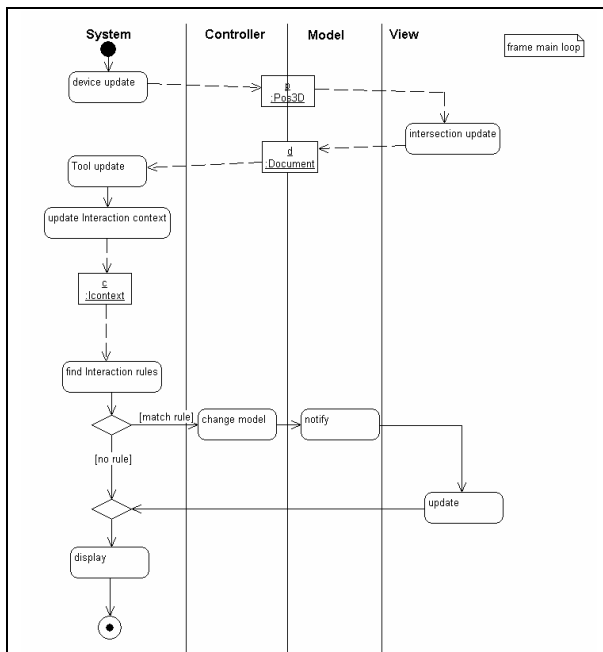 System
Controller
Model
View
frame main loop
device update
:Pos3D
intersection update
d
:Document
Tool update
update Interaction context
c
:Icontext
find Interaction rules
[match rule]
change model
notify
[no rule]
update
display